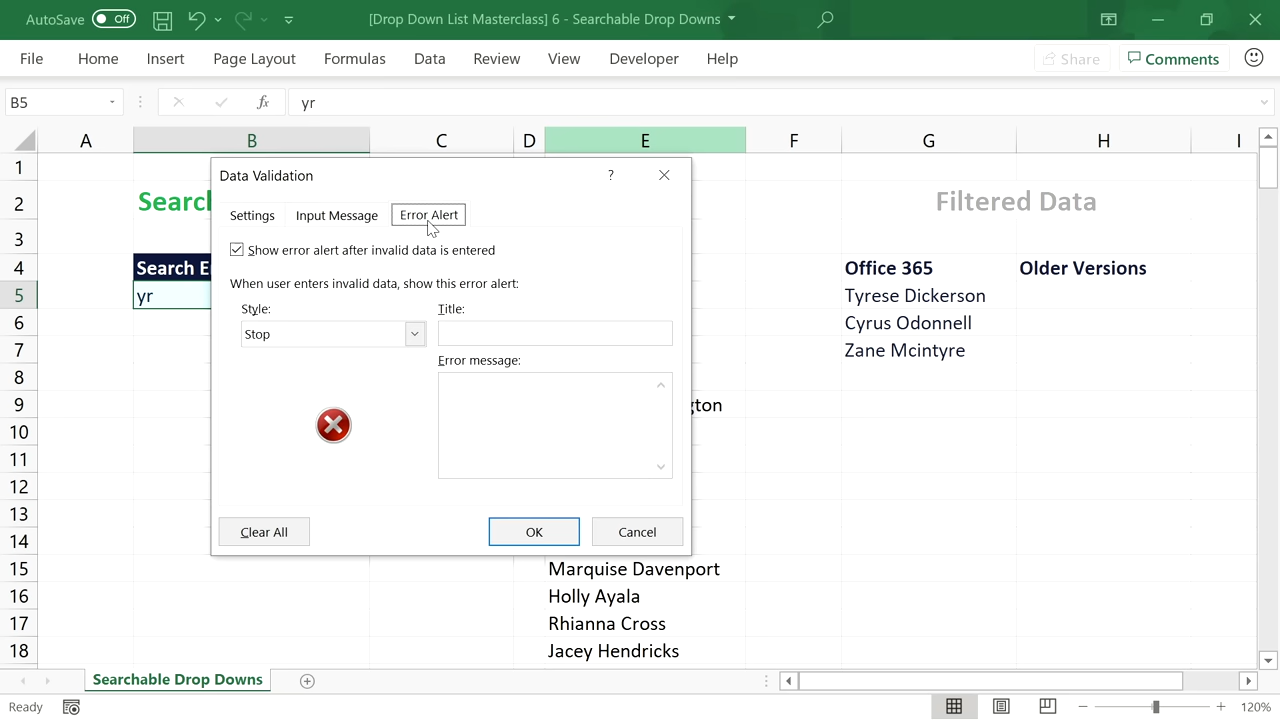 AutoSave Off [Drop Down List Masterclass] 6 - Searchable Drop Downs
File Home Insert Page Layout Formulas Data Review View Developer Help Share Comments
B5 fx yr
A B C D E F G H I
1
2 Filtered Data
3
4 Office 365 Older Versions
5 yr Tyrese Dickerson
6 Cyrus Odonnell
7 Zane Mcintyre
8
9
10
11
12
13
14
15 Marquise Davenport
16 Holly Ayala
17 Rhianna Cross
18 Jacey Hendricks
Data Validation ?
Settings Input Message Error Alert
Show error alert after invalid data is entered
When user enters invalid data, show this error alert:
Style: Title:
Stop
Error message:
Clear All OK Cancel
Searchable Drop Downs
Ready 120%